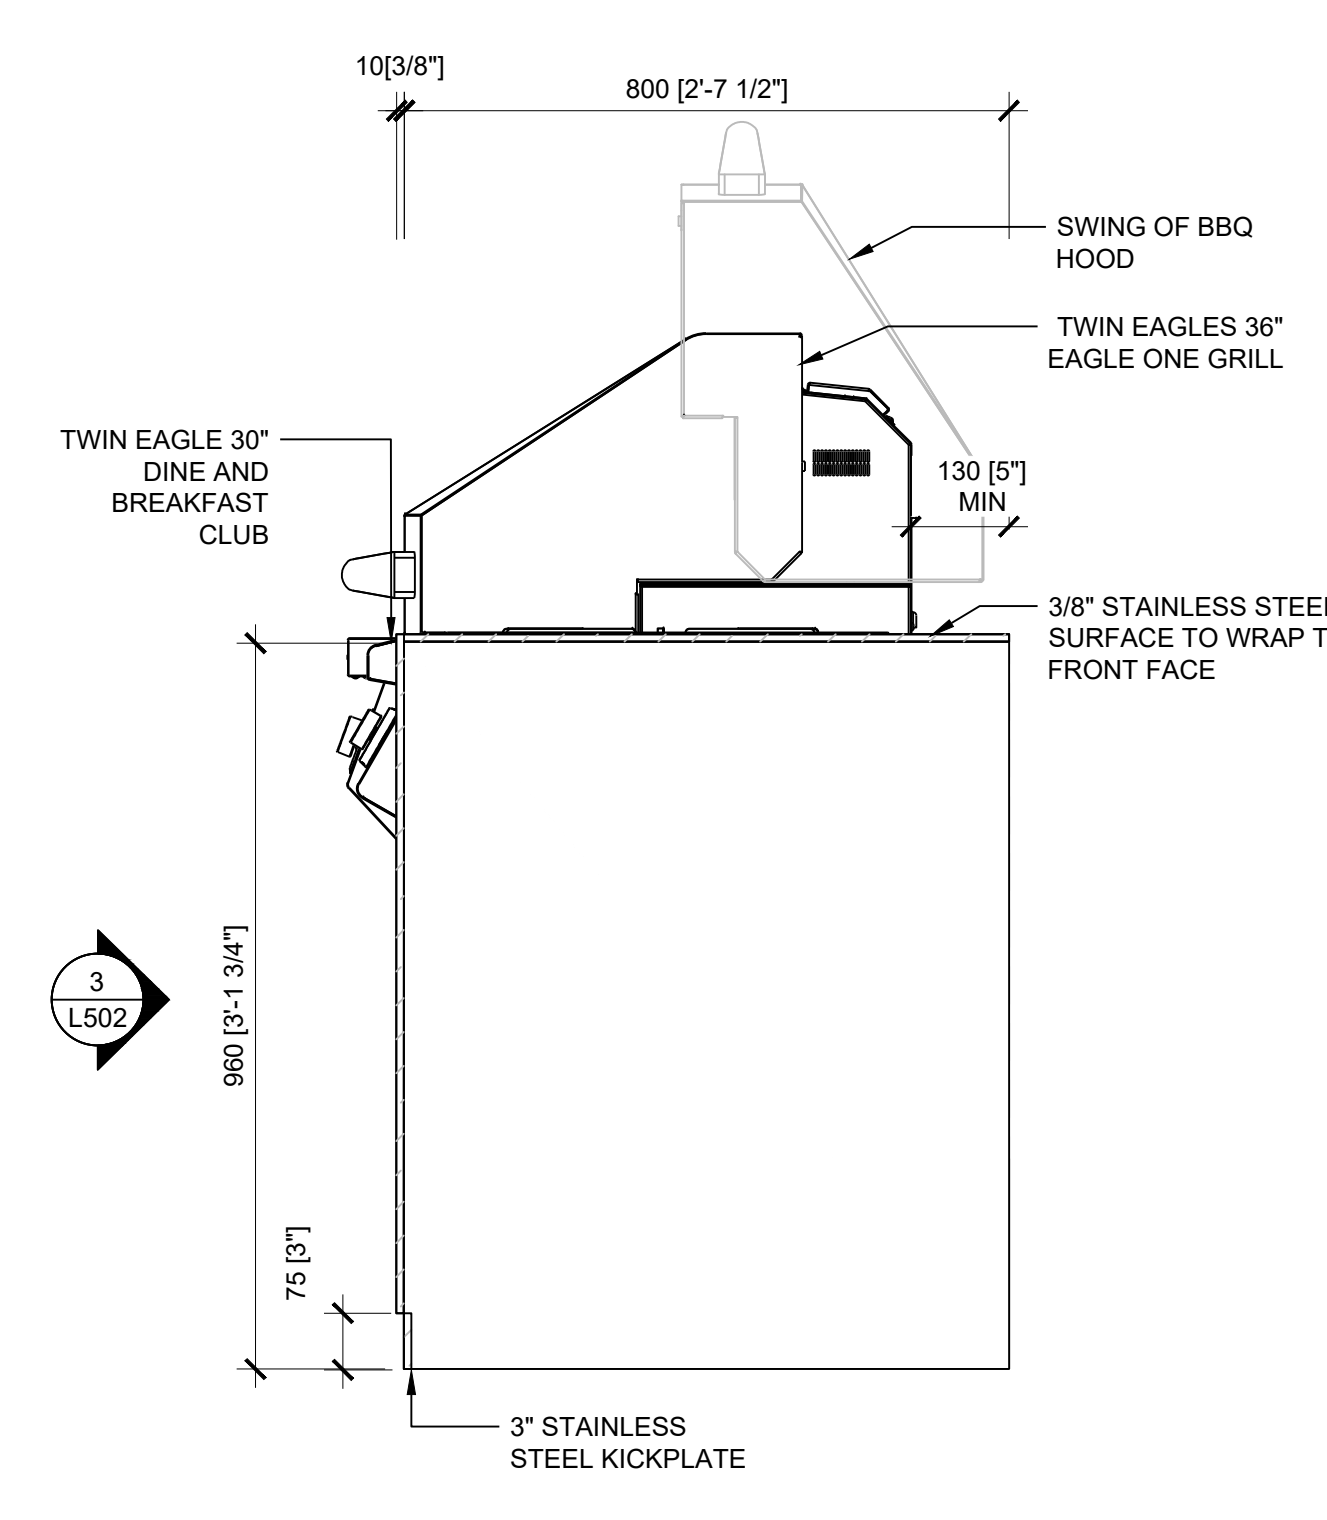 10[3/8"]
800 [2'-7 1/2"]
SWING OF BBQ
HOOD
TWIN EAGLES 36"
EAGLE ONE GRILL
TWIN EAGLE 30"
DINE AND
BREAKFAST
CLUB
130 [5"]
MIN
3/8" STAINLESS
SURFACE TO WRAP
FRONT FACE
3
L502
960 [3'-1 3/4"]
75 [3"]
3" STAINLESS
STEEL KICKPLATE